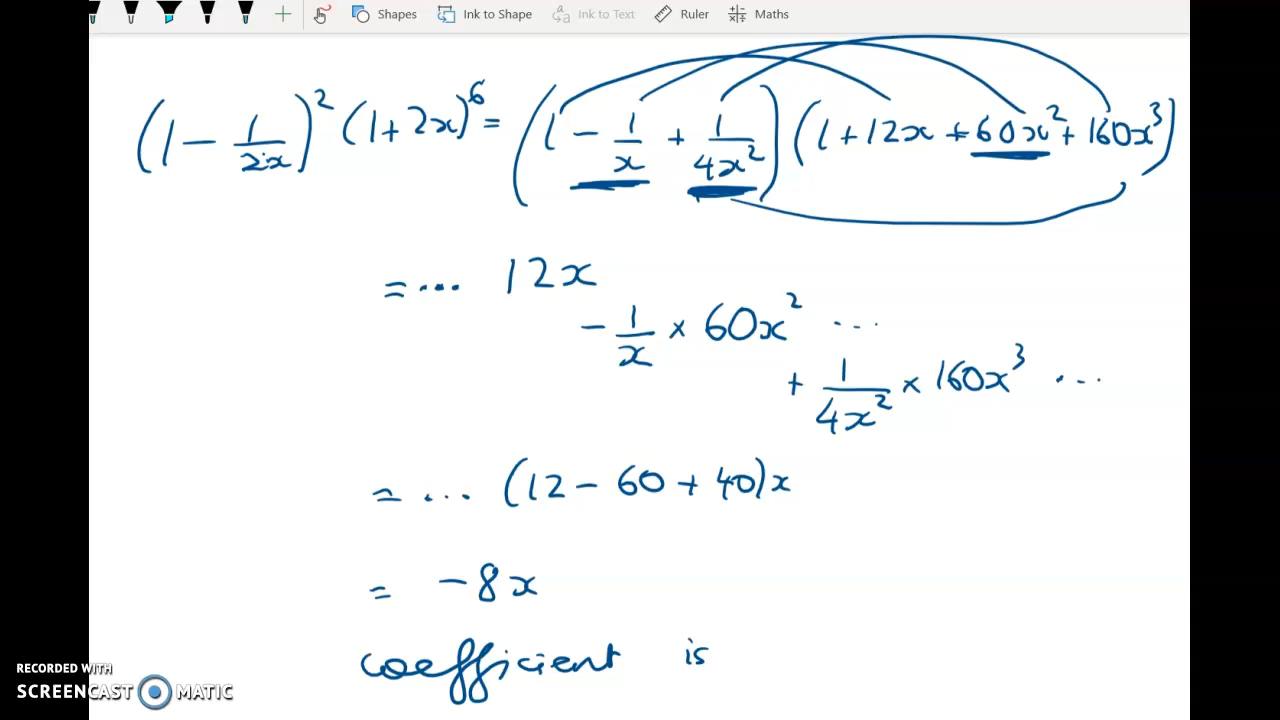 Shapes Ink to Shape Ink to Text Ruler Maths
(1 - 1/2x)² (1 + 2x)⁶ = (1 - 1/x + 1/4x²) (1 + 12x + 60x² + 160x³)
= ... 12x
- 1/x × 60x² ...
+ 1/4x² × 160x³ ...
= ... (12 - 60 + 40)x
= -8x
coefficient is
RECORDED WITH
SCREENCAST MATIC